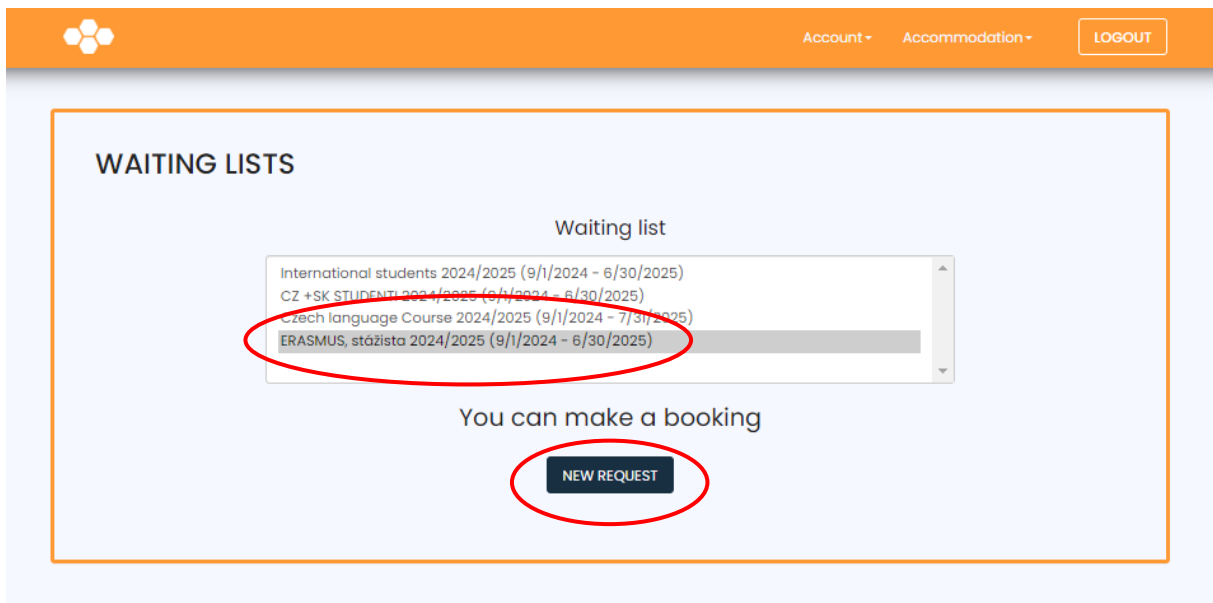 Account
Accommodation
LOGOUT
WAITING LISTS
Waiting list
International students 2024/2025 (9/1/2024 - 6/30/2025)
CZ +SK STUDENTI 2024/2025 (9/1/2024 - 6/30/2025)
Czech language Course 2024/2025 (9/1/2024 - 7/31/2025)
ERASMUS, stážista 2024/2025 (9/1/2024 - 6/30/2025)
You can make a booking
NEW REQUEST